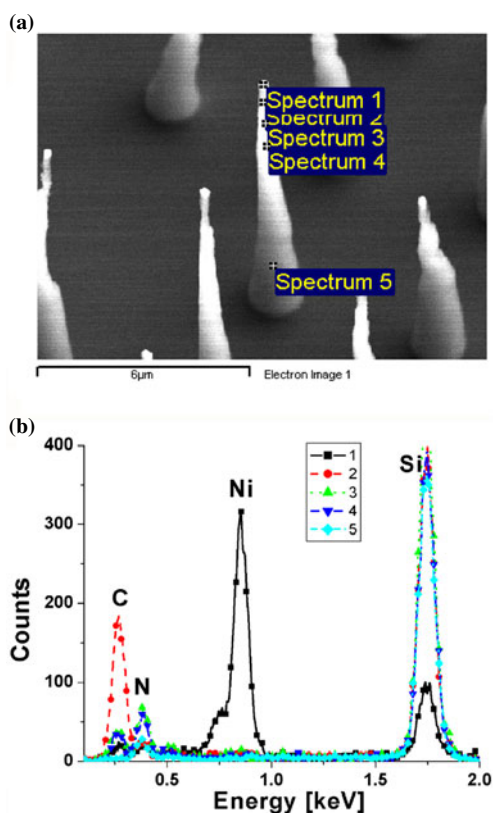 (a)
Spectrum 1
Spectrum 2
Spectrum 3
Spectrum 4
Spectrum 5
6µm
Electron Image 1
(b)
400
300
200
100
0
Counts
C
N
Ni
Si
1
2
3
4
5
0.5
1.0
1.5
2.0
Energy [keV]